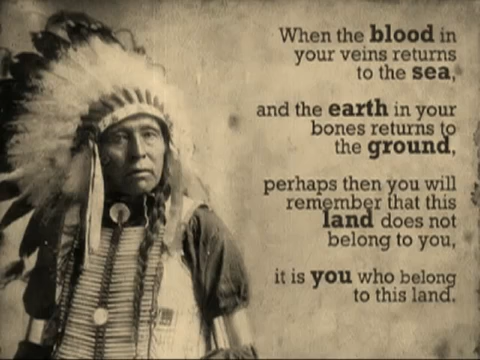 When the blood in
your veins returns
to the sea,
and the earth in your
bones returns to
the ground,
perhaps then you will
remember that this
land does not
belong to you,
it is you who belong
to this land.